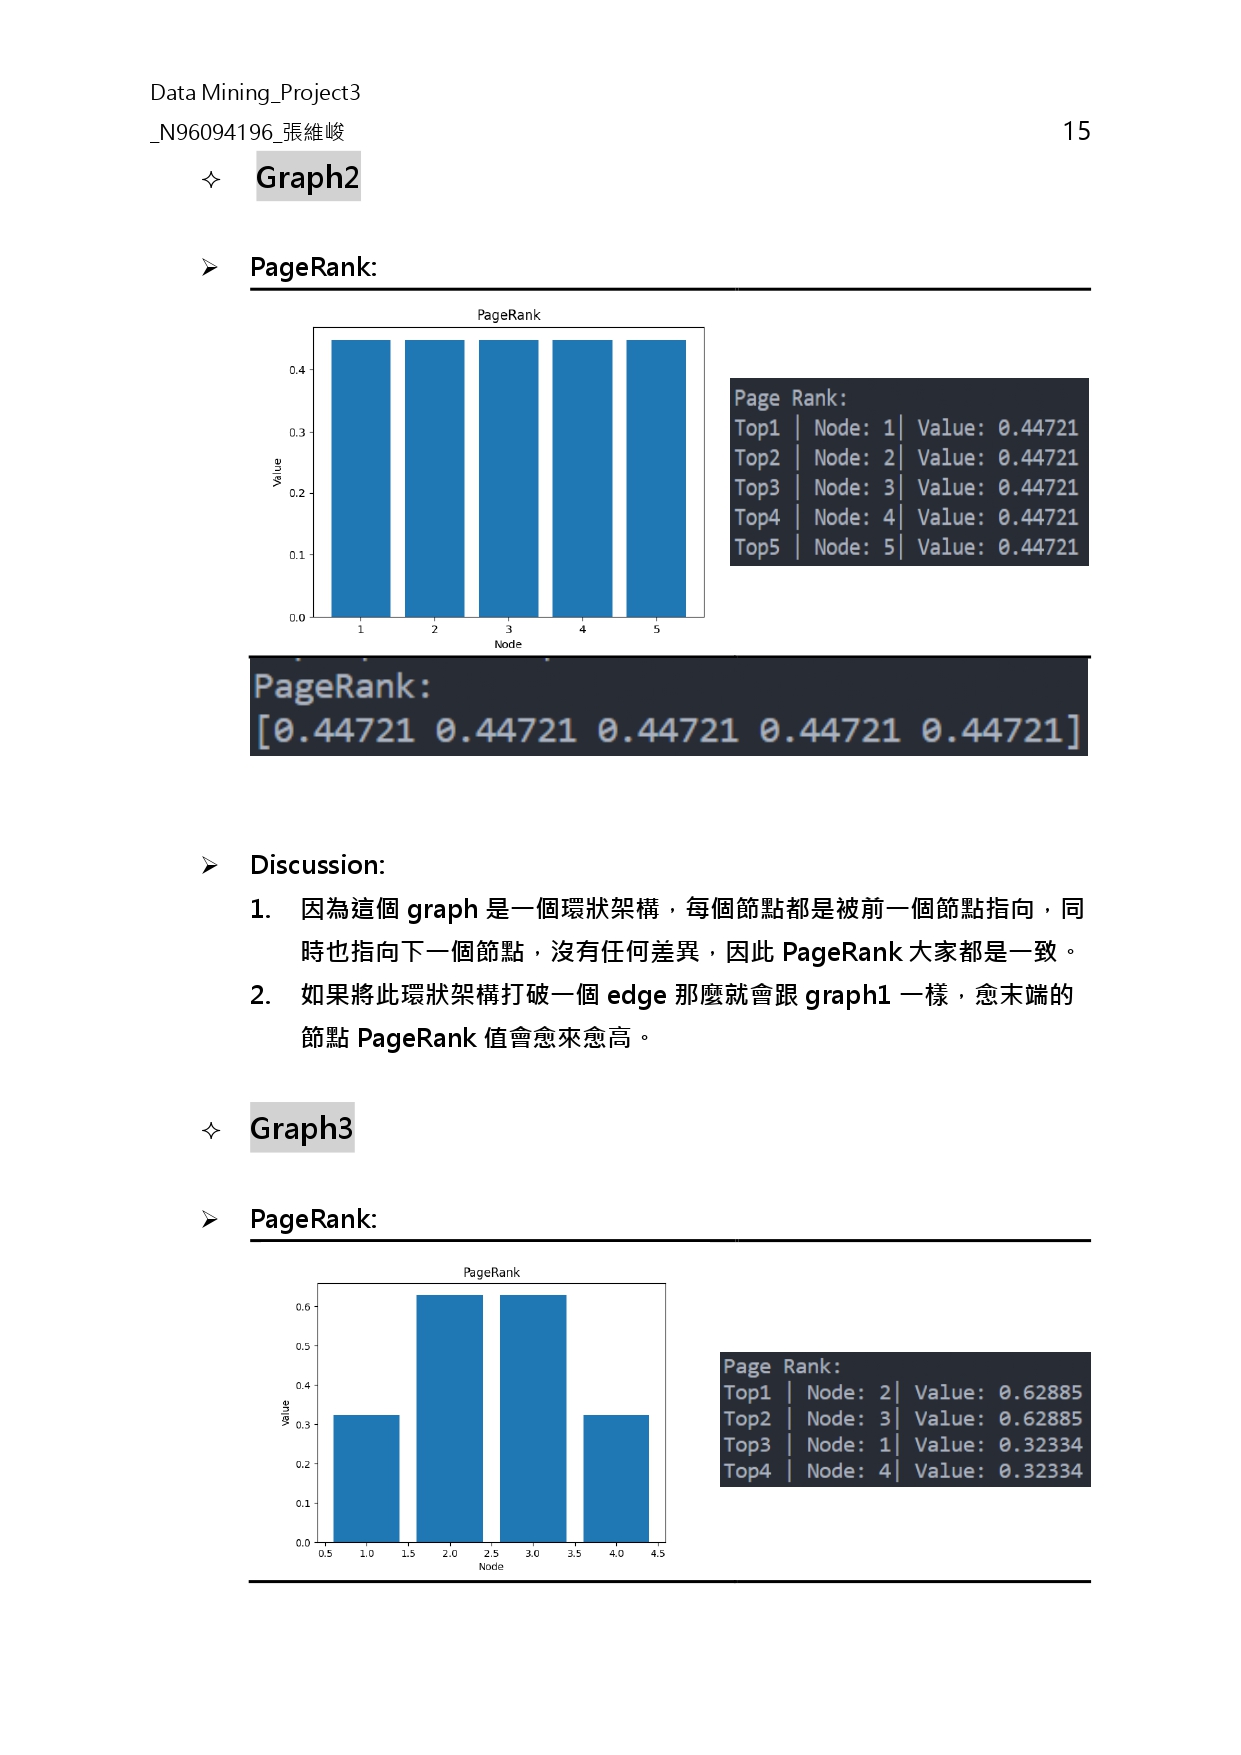 Data Mining_Project3
_N96094196_張維峻
15
Graph2
PageRank:
PageRank
Value
0.4
0.3
0.2
0.1
0.0
1 2 3 4 5
Node
Page Rank:
Top1 | Node: 1| Value: 0.44721
Top2 | Node: 2| Value: 0.44721
Top3 | Node: 3| Value: 0.44721
Top4 | Node: 4| Value: 0.44721
Top5 | Node: 5| Value: 0.44721
PageRank:
[0.44721 0.44721 0.44721 0.44721 0.44721]
Discussion:
1. 因為這個 graph 是一個環狀架構，每個節點都是被前一個節點指向，同
時也指向下一個節點，沒有任何差異，因此 PageRank 大家都是一致。
2. 如果將此環狀架構打破一個 edge 那麼就會跟 graph1 一樣，愈末端的
節點 PageRank 值會愈來愈高。
Graph3
PageRank:
PageRank
Value
0.6
0.5
0.4
0.3
0.2
0.1
0.0
0.5 1.0 1.5 2.0 2.5 3.0 3.5 4.0 4.5
Node
Page Rank:
Top1 | Node: 2| Value: 0.62885
Top2 | Node: 3| Value: 0.62885
Top3 | Node: 1| Value: 0.32334
Top4 | Node: 4| Value: 0.32334